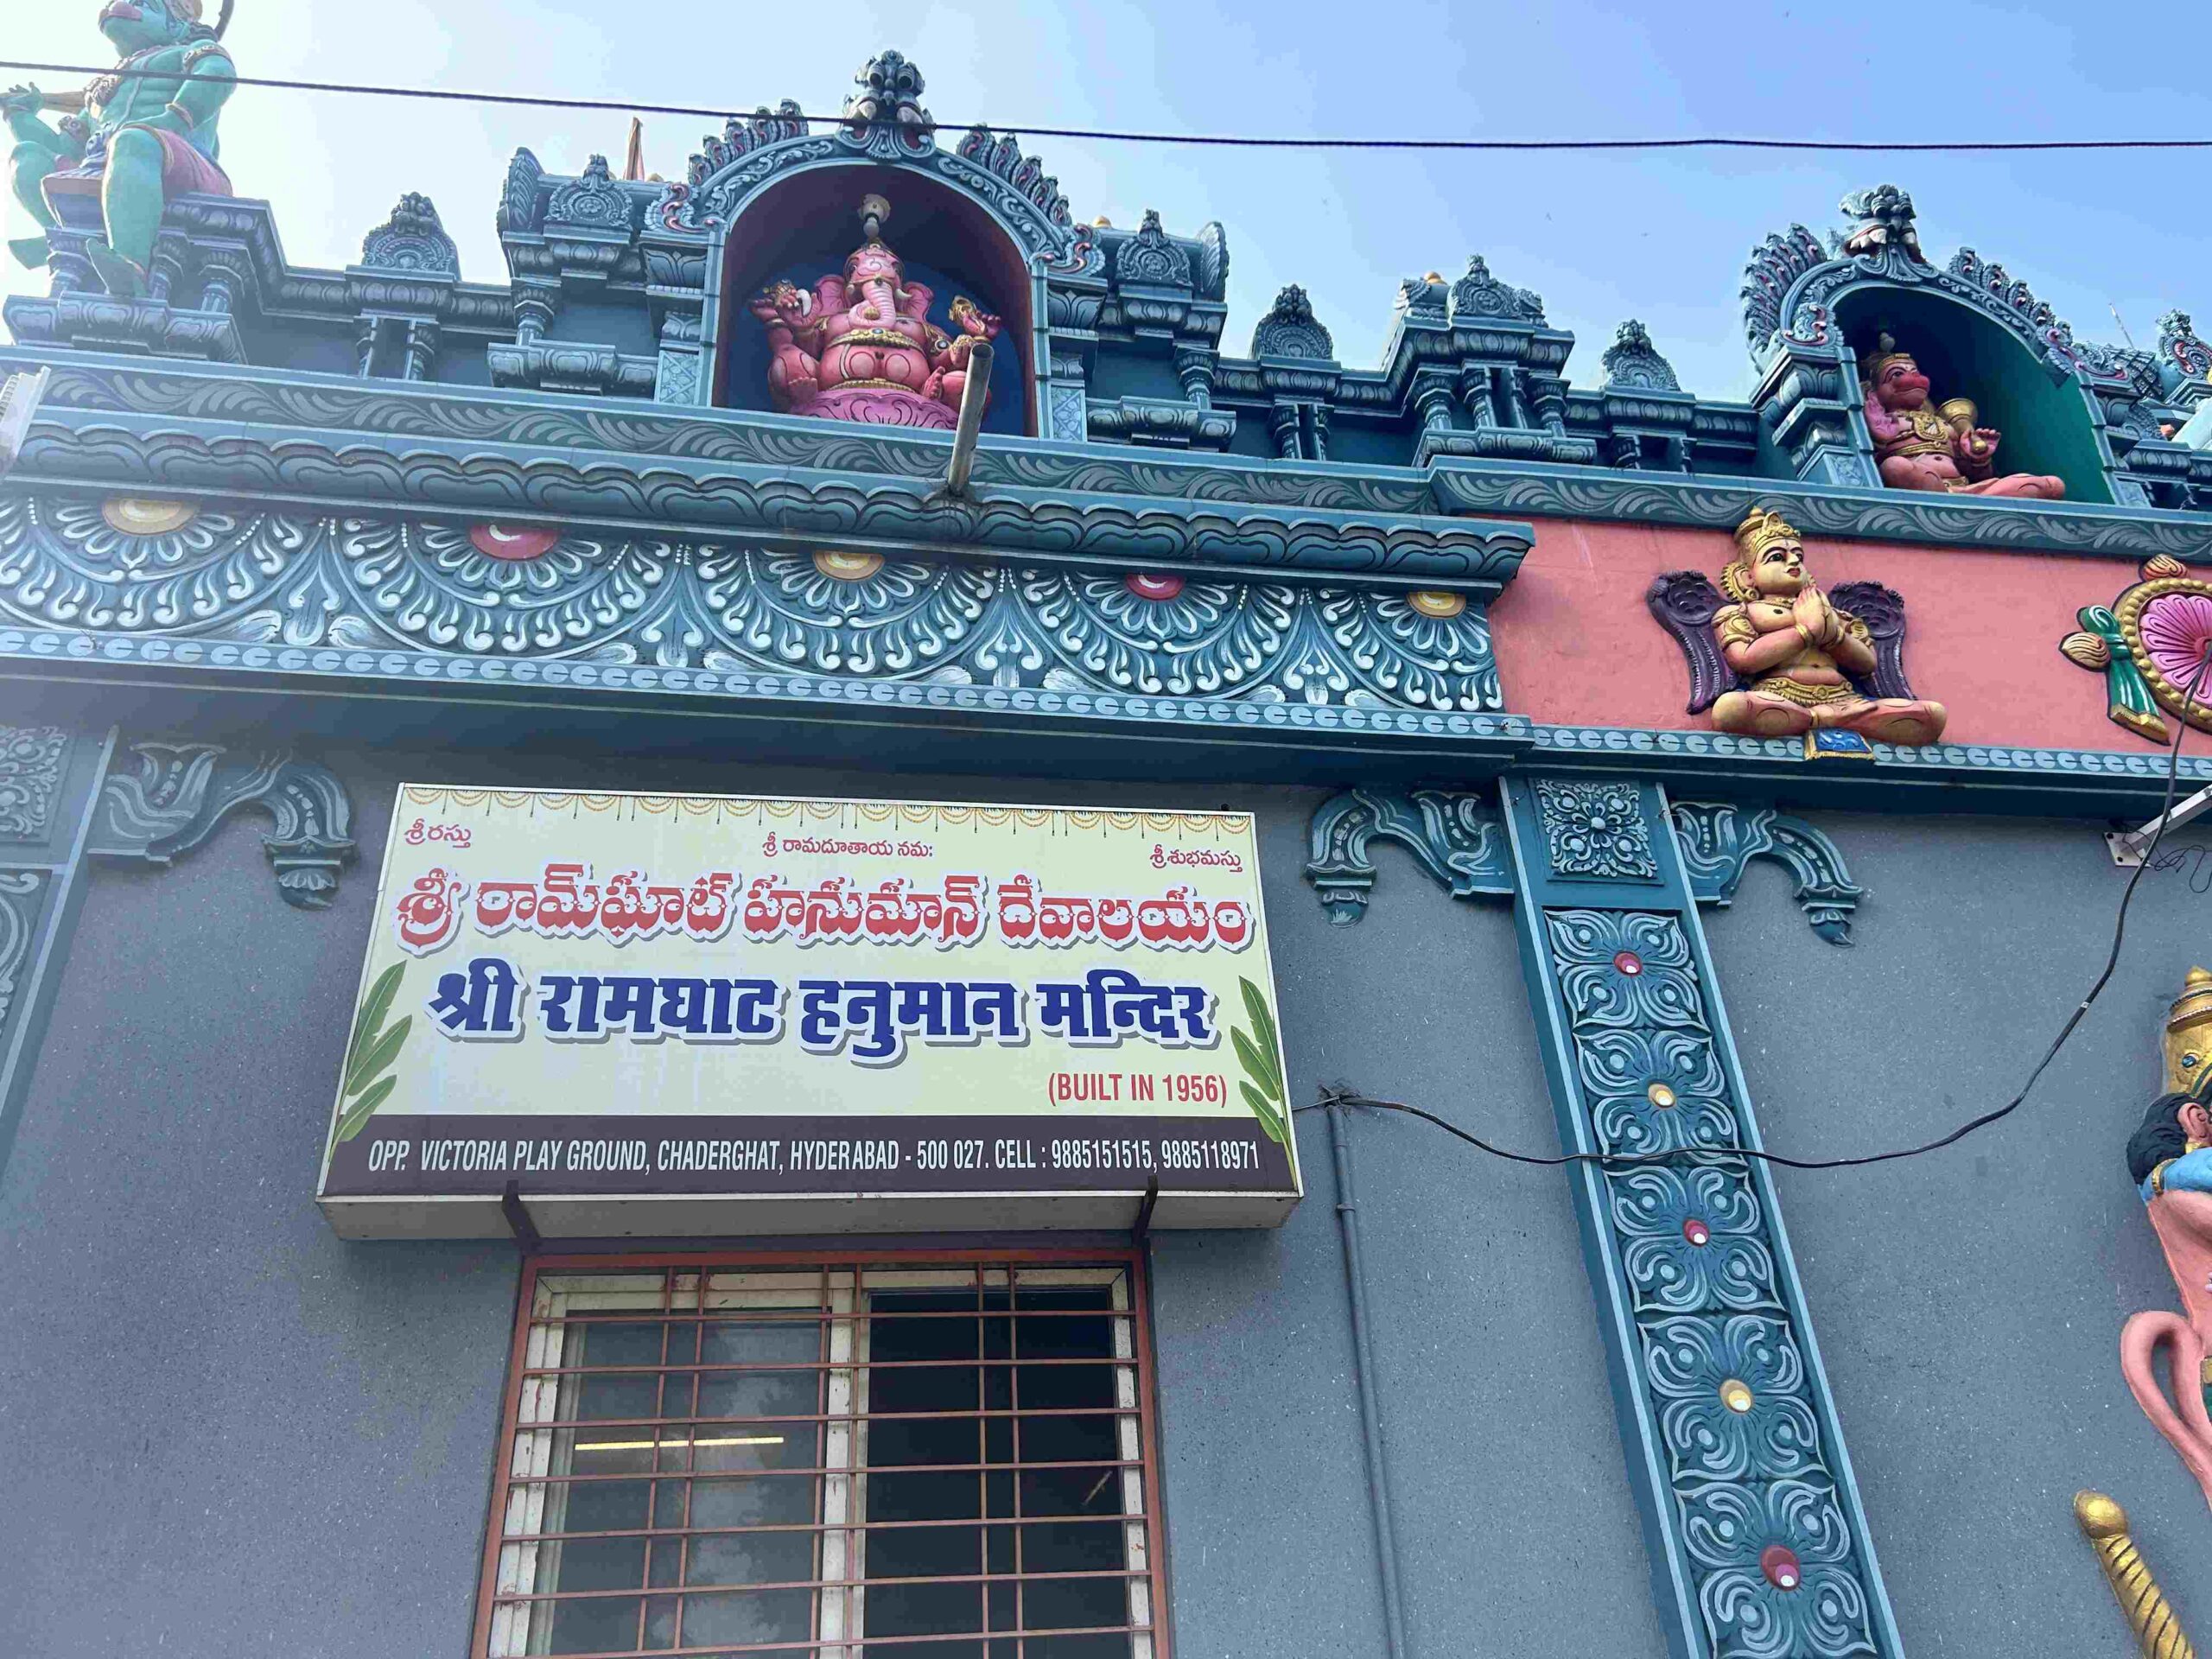 శ్రీరస్తు
శ్రీ రామదూతాయ నమః
శ్రీశుభమస్తు
శ్రీ రామ్‌ఘాట్ హనుమాన్ దేవాలయం
श्री रामघाट हनुमान मन्दिर
(BUILT IN 1956)
OPP. VICTORIA PLAY GROUND, CHADERGHAT, HYDERABAD - 500 027. CELL : 9885151515, 9885118971